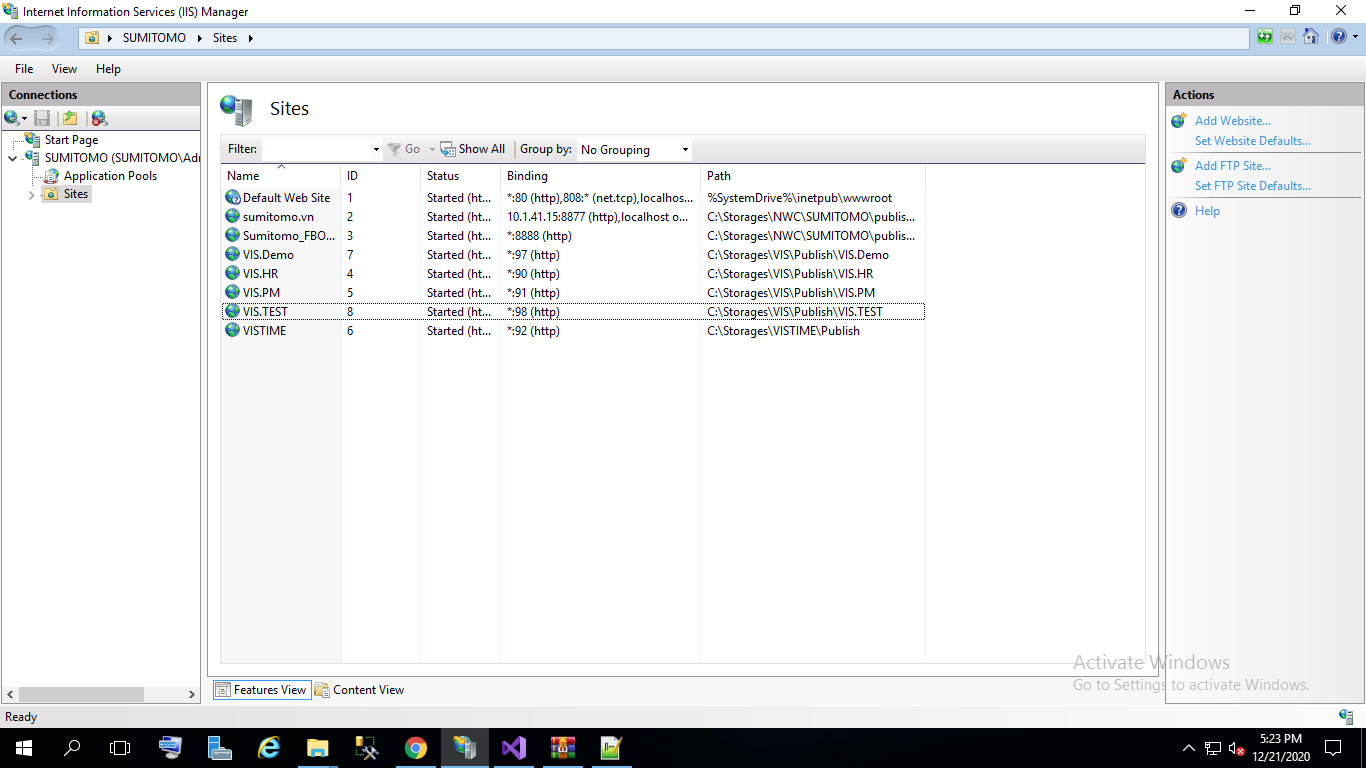 Internet Information Services (IIS) Manager
SUMITOMO Sites
File View Help
Connections
Start Page
SUMITOMO (SUMITOMO\Adr
Application Pools
Sites
Sites
Filter: Go Show All Group by: No Grouping
Name ID Status Binding Path
Default Web Site 1 Started (ht... *:80 (http),808:* (net.tcp),localhos... %SystemDrive%\inetpub\wwwroot
sumitomo.vn 2 Started (ht... 10.1.41.15:8877 (http),localhost o... C:\Storages\NWC\SUMITOMO\publis...
Sumitomo_FBO... 3 Started (ht... *:8888 (http) C:\Storages\NWC\SUMITOMO\publis...
VIS.Demo 7 Started (ht... *:97 (http) C:\Storages\VIS\Publish\VIS.Demo
VIS.HR 4 Started (ht... *:90 (http) C:\Storages\VIS\Publish\VIS.HR
VIS.PM 5 Started (ht... *:91 (http) C:\Storages\VIS\Publish\VIS.PM
VIS.TEST 8 Started (ht... *:98 (http) C:\Storages\VIS\Publish\VIS.TEST
VISTIME 6 Started (ht... *:92 (http) C:\Storages\VISTIME\Publish
Features View Content View
Actions
Add Website...
Set Website Defaults...
Add FTP Site...
Set FTP Site Defaults...
Help
Activate Windows
Go to Settings to activate Windows.
Ready
5:23 PM
12/21/2020